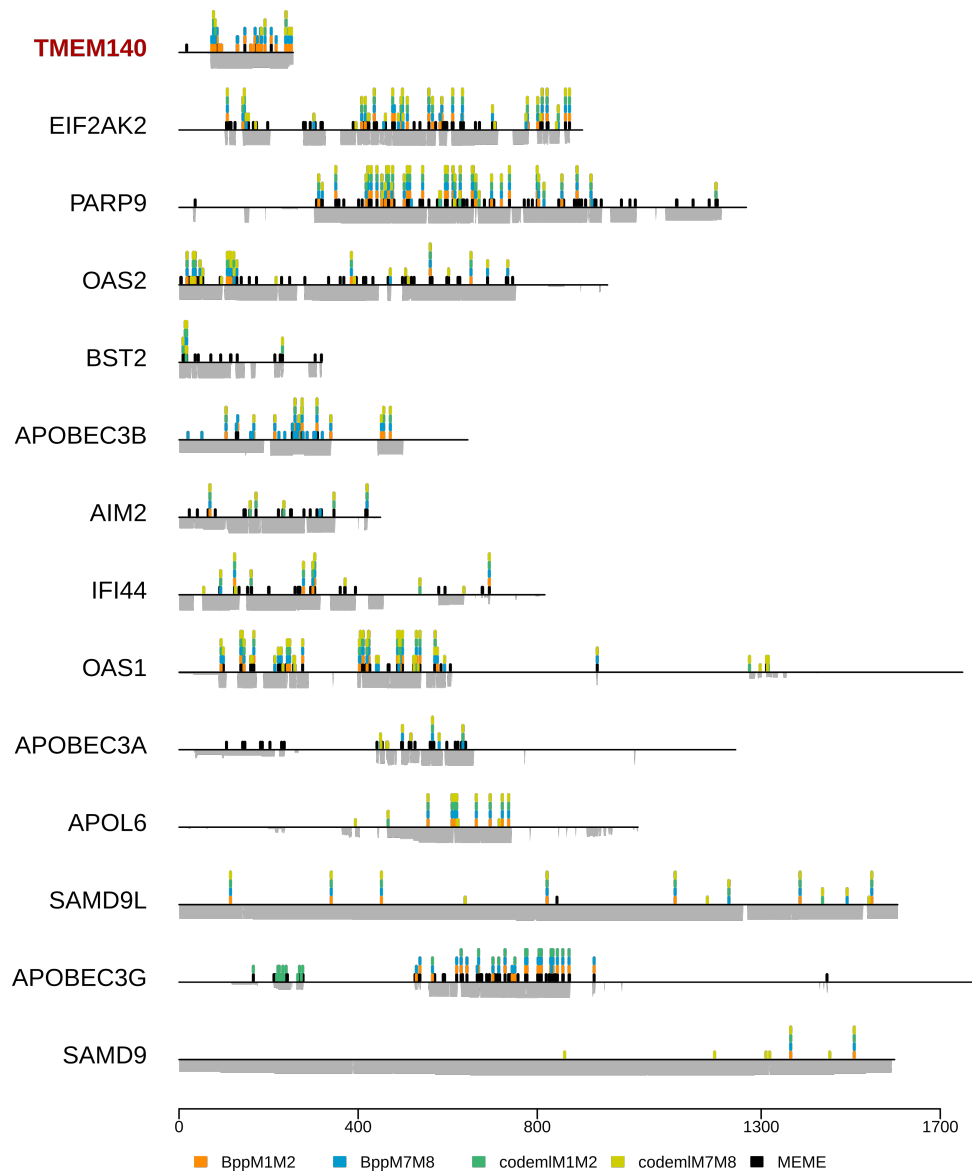 TMEM140
EIF2AK2
PARP9
OAS2
BST2
APOBEC3B
AIM2
IFI44
OAS1
APOBEC3A
APOL6
SAMD9L
APOBEC3G
SAMD9
0 400 800 1300 1700
BppM1M2 BppM7M8 codemlM1M2 codemlM7M8 MEME